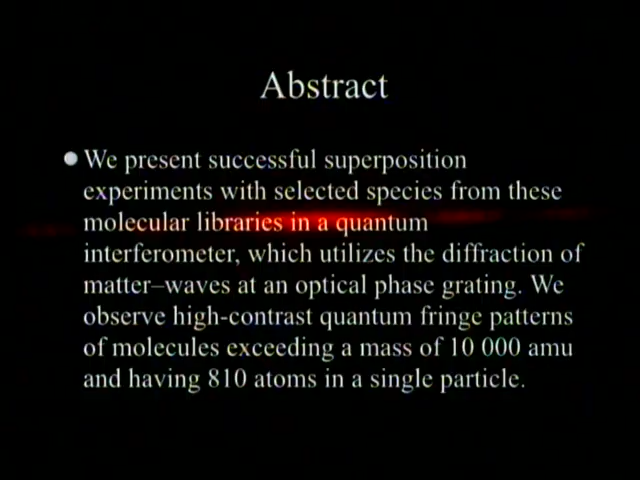 Abstract
We present successful superposition
experiments with selected species from these
molecular libraries in a quantum
interferometer, which utilizes the diffraction of
matter–waves at an optical phase grating. We
observe high-contrast quantum fringe patterns
of molecules exceeding a mass of 10 000 amu
and having 810 atoms in a single particle.